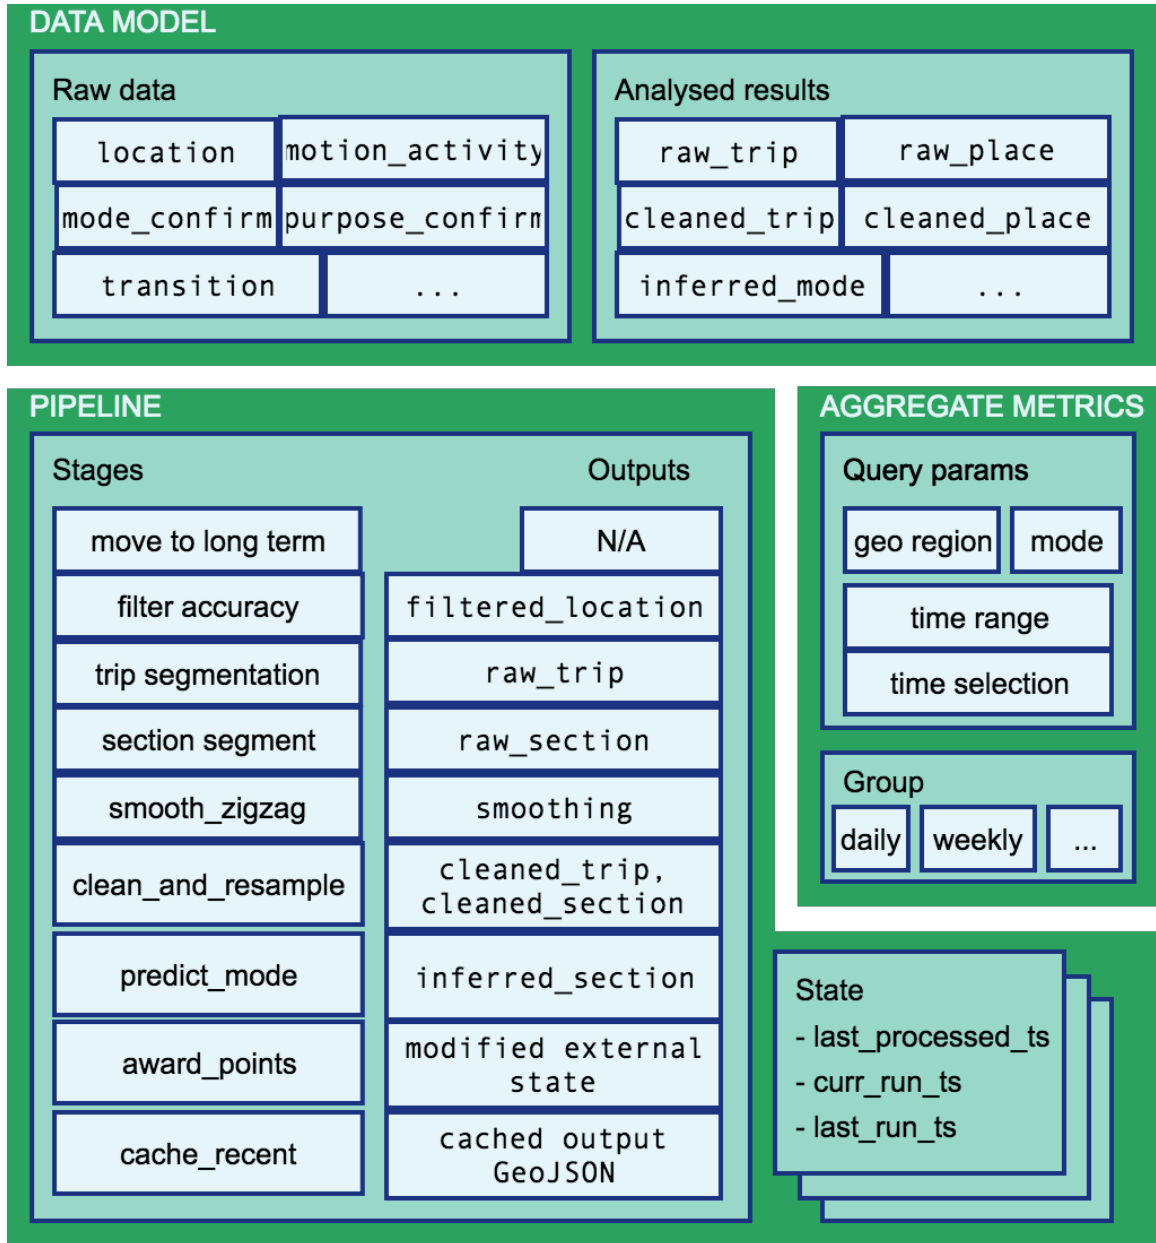 DATA MODEL
Raw data
location motion_activity
mode_confirm purpose_confirm
transition ...
Analysed results
raw_trip raw_place
cleaned_trip cleaned_place
inferred_mode ...
PIPELINE
Stages Outputs
move to long term N/A
filter accuracy filtered_location
trip segmentation raw_trip
section segment raw_section
smooth_zigzag smoothing
clean_and_resample cleaned_trip,
cleaned_section
predict_mode inferred_section
award_points modified external
state
cache_recent cached output
GeoJSON
AGGREGATE METRICS
Query params
geo region mode
time range
time selection
Group
daily weekly ...
State
- last_processed_ts
- curr_run_ts
- last_run_ts